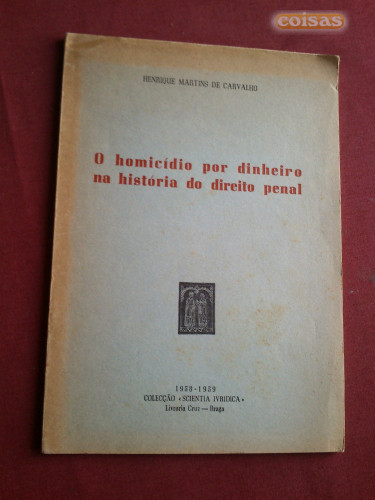 coisas
HENRIQUE MARTINS DE CARVALHO
O homicídio por dinheiro
na história do direito penal
1958-1959
COLECÇÃO «SCIENTIA IVRIDICA»
Livraria Cruz — Braga